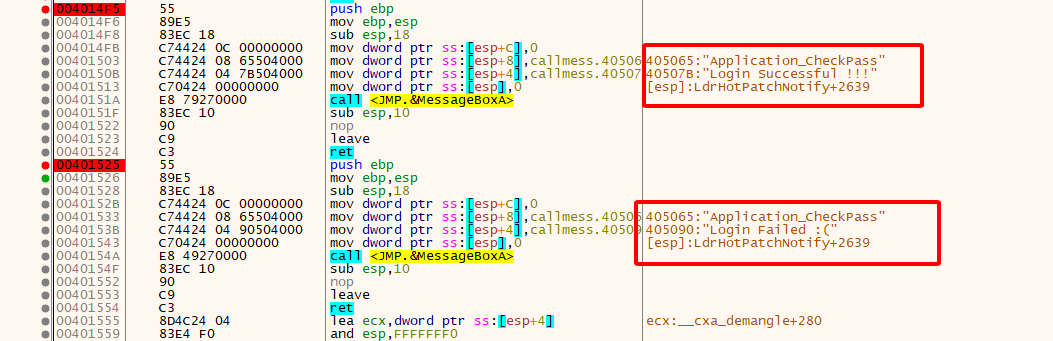 004014F5 55 push ebp
004014F6 89E5 mov ebp,esp
004014F8 83EC 18 sub esp,18
004014FB C74424 0C 00000000 mov dword ptr ss:[esp+C],0
00401503 C74424 08 65504000 mov dword ptr ss:[esp+8],callmess.40506 405065:"Application_CheckPass"
0040150B C74424 04 7B504000 mov dword ptr ss:[esp+4],callmess.40507 40507B:"Login Successful !!!"
00401513 C70424 00000000 mov dword ptr ss:[esp],0 [esp]:LdrHotPatchNotify+2639
0040151A E8 79270000 call <JMP.&MessageBoxA>
0040151F 83EC 10 sub esp,10
00401522 90 nop
00401523 C9 leave
00401524 C3 ret
00401525 55 push ebp
00401526 89E5 mov ebp,esp
00401528 83EC 18 sub esp,18
0040152B C74424 0C 00000000 mov dword ptr ss:[esp+C],0
00401533 C74424 08 65504000 mov dword ptr ss:[esp+8],callmess.40506 405065:"Application_CheckPass"
0040153B C74424 04 90504000 mov dword ptr ss:[esp+4],callmess.40509 405090:"Login Failed :("
00401543 C70424 00000000 mov dword ptr ss:[esp],0 [esp]:LdrHotPatchNotify+2639
0040154A E8 49270000 call <JMP.&MessageBoxA>
0040154F 83EC 10 sub esp,10
00401552 90 nop
00401553 C9 leave
00401554 C3 ret
00401555 8D4C24 04 lea ecx,dword ptr ss:[esp+4] ecx:__cxa_demangle+280
00401559 83E4 F0 and esp,FFFFFFF0